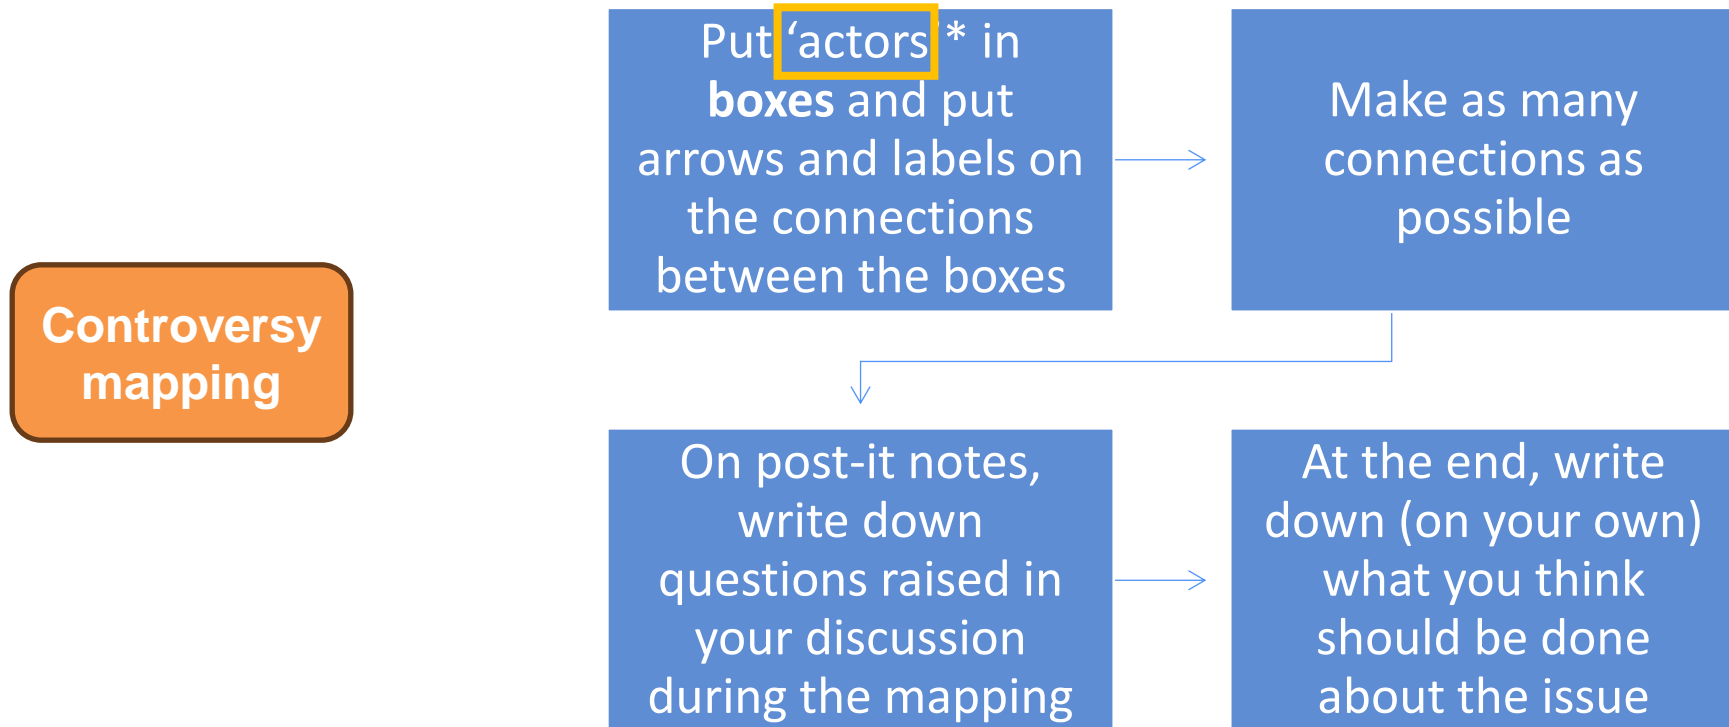 Controversy
mapping
Put ‘actors’* in
boxes and put
arrows and labels on
the connections
between the boxes
Make as many
connections as
possible
On post-it notes,
write down
questions raised in
your discussion
during the mapping
At the end, write
down (on your own)
what you think
should be done
about the issue